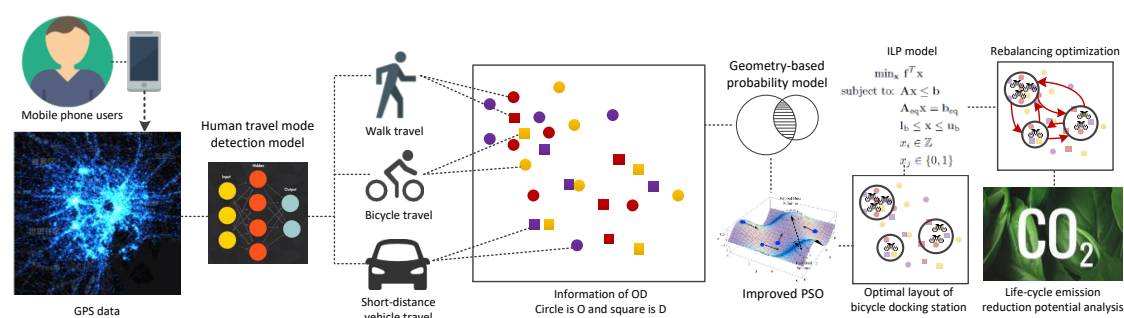 Mobile phone users
GPS data
Human travel mode
detection model
Input
Hidden
Output
Walk travel
Bicycle travel
Short-distance
vehicle travel
Information of OD
Circle is O and square is D
Geometry-based
probability model
Improved PSO
ILP model
minₓ fᵀx
subject to: Ax ≤ b
A_eq x = b_eq
l_b ≤ x ≤ u_b
x_i ∈ ℤ
x_j ∈ {0, 1}
Optimal layout of
bicycle docking station
Rebalancing optimization
CO₂
Life-cycle emission
reduction potential analysis